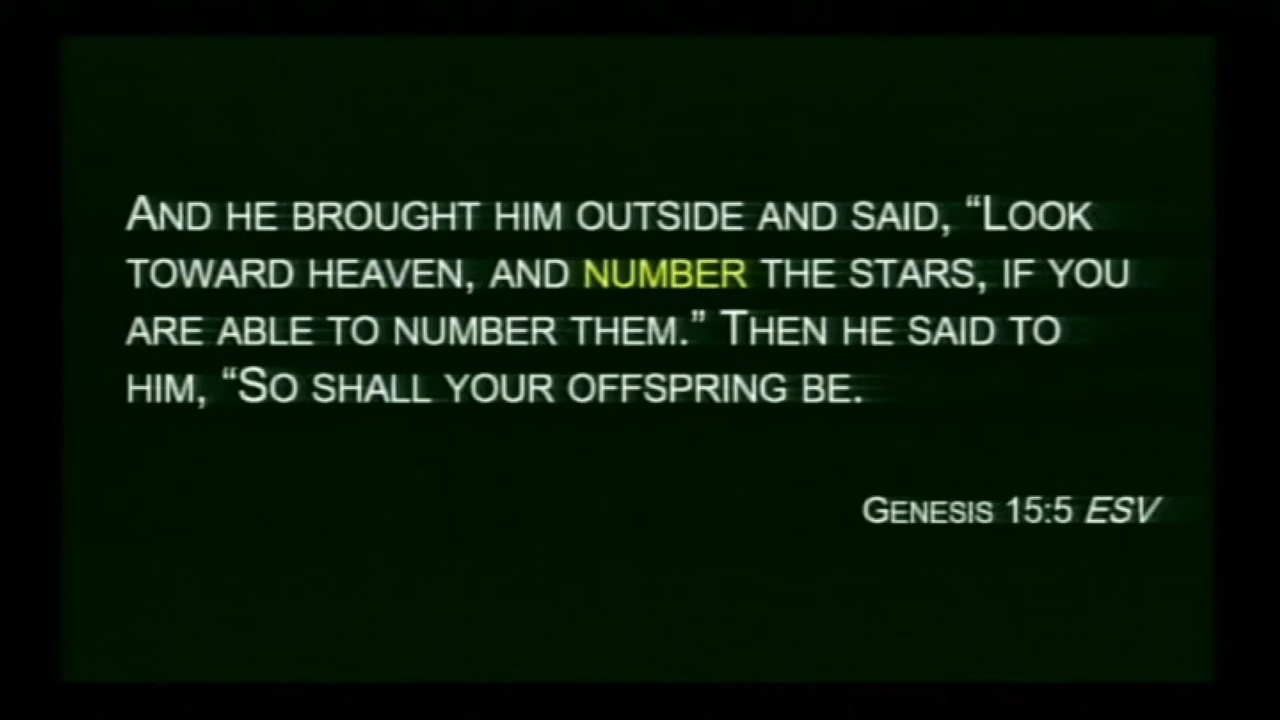 And he brought him outside and said, “Look
toward heaven, and number the stars, if you
are able to number them.” Then he said to
him, “So shall your offspring be.
Genesis 15:5 ESV